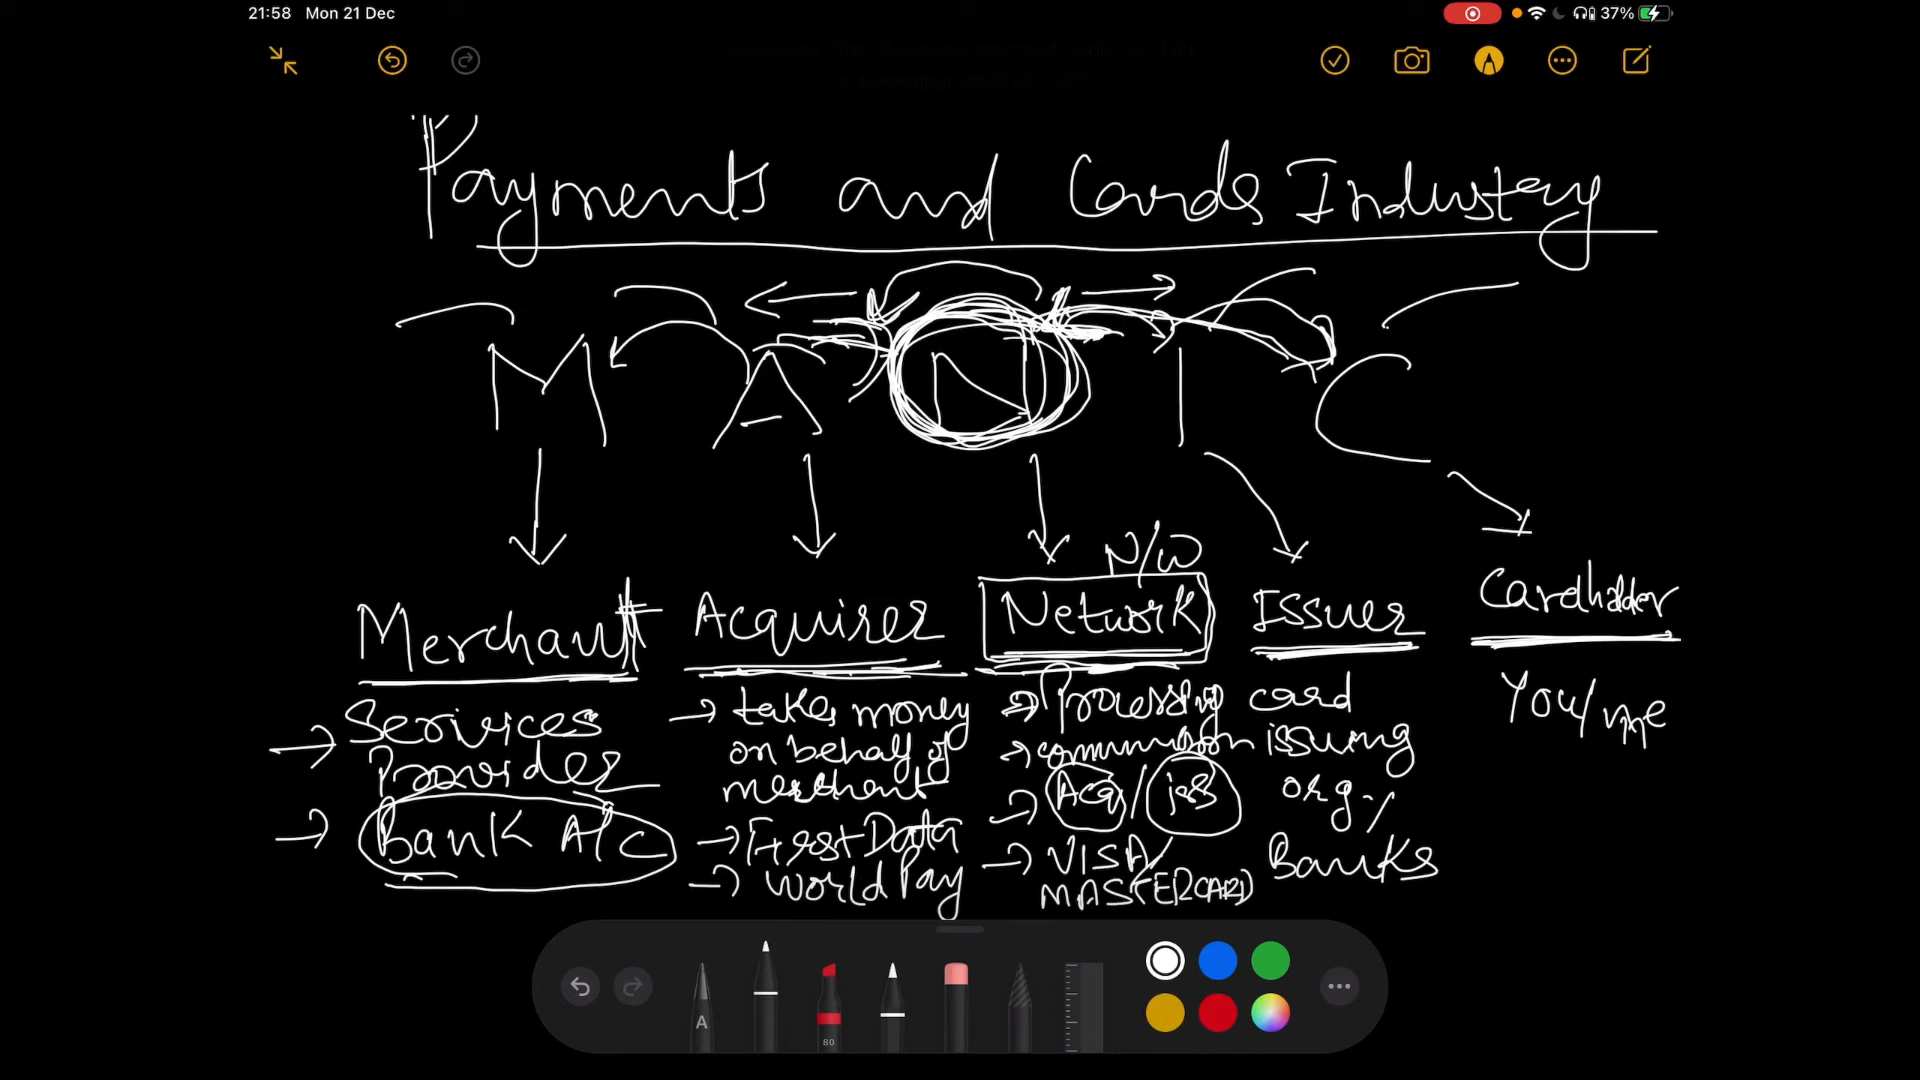 21:58 Mon 21 Dec
37%
Payments and Cards Industry
M A N I C
N/W
Merchant Acquirer Network Issuer Cardholder
→ Services Provider
→ Bank A/C
→ takes money
on behalf of
merchant
→ First Data
→ World Pay
→ Processing
→
→ Acq/iss
→ VISA/
MASTERCARD
card
issuing
org.
Banks
You/me
A
80